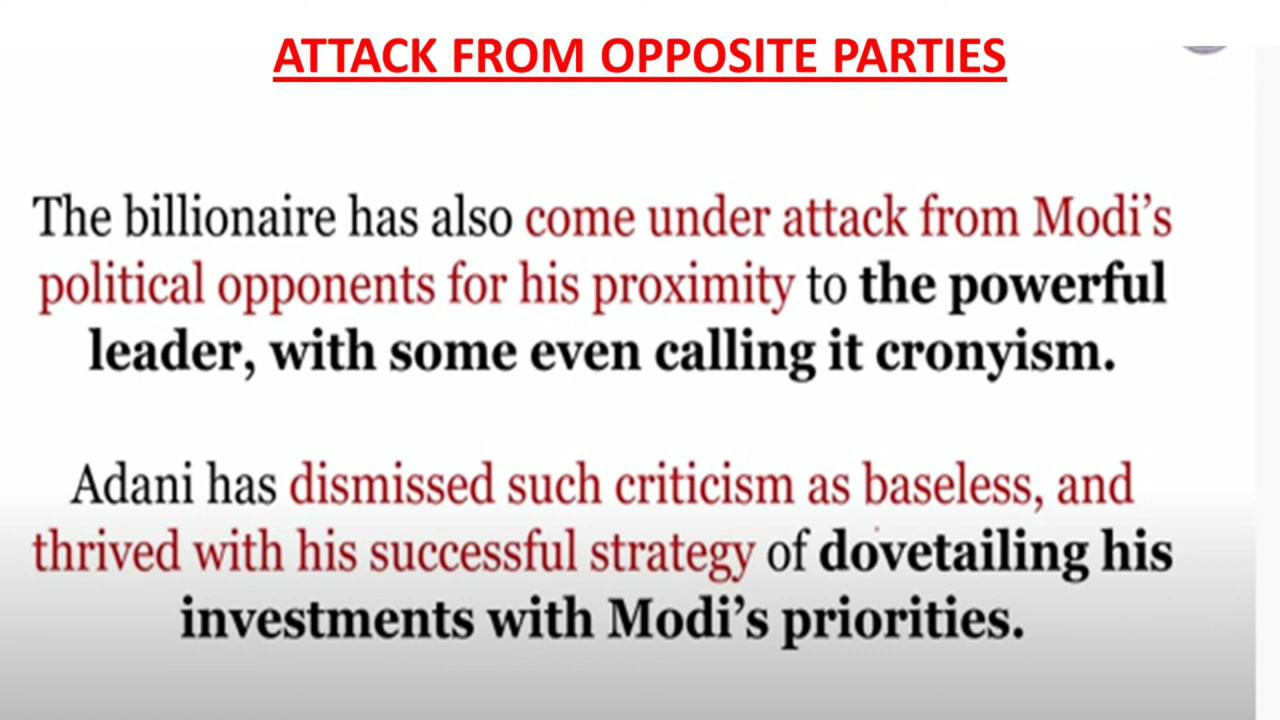 ATTACK FROM OPPOSITE PARTIES
The billionaire has also come under attack from Modi’s
political opponents for his proximity to the powerful
leader, with some even calling it cronyism.
Adani has dismissed such criticism as baseless, and
thrived with his successful strategy of dovetailing his
investments with Modi’s priorities.